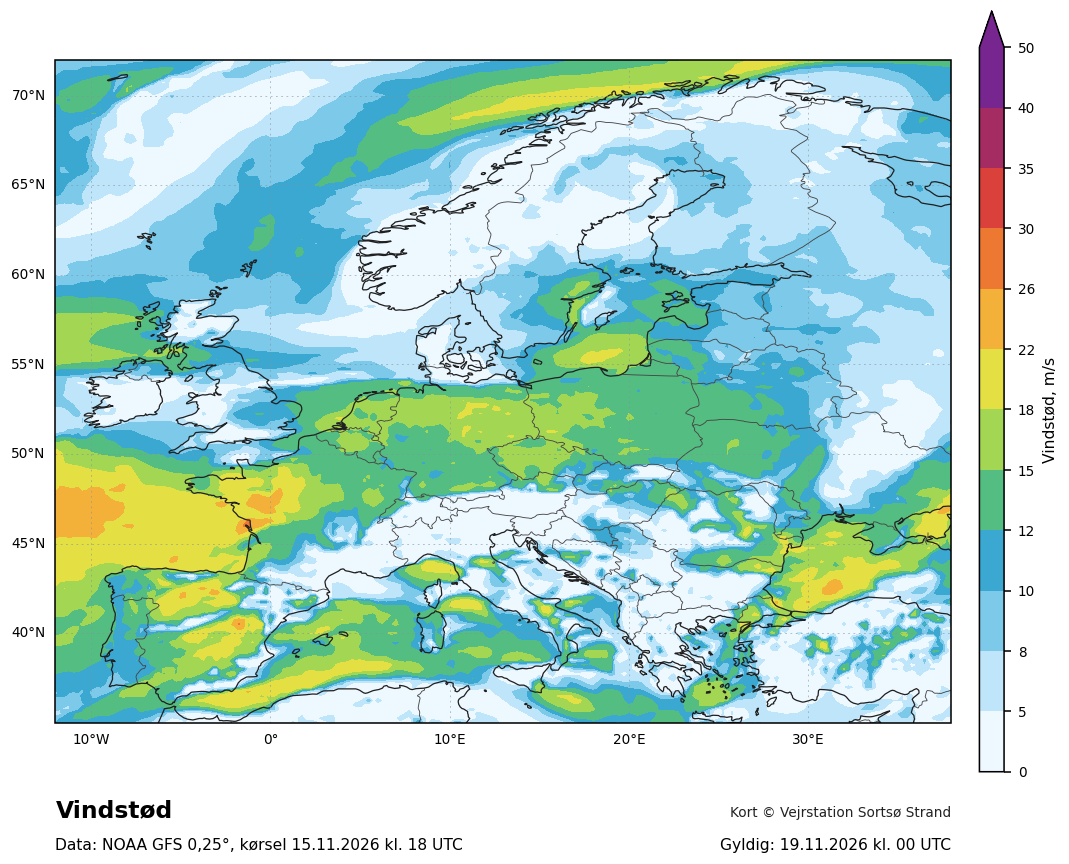 50
40
35
30
26
22
18
15
12
10
8
5
0
Vindstød, m/s
70°N
65°N
60°N
55°N
50°N
45°N
40°N
10°W
0°
10°E
20°E
30°E
Vindstød
Kort © Vejrstation Sortsø Strand
Data: NOAA GFS 0,25°, kørsel 15.11.2026 kl. 18 UTC
Gyldig: 19.11.2026 kl. 00 UTC